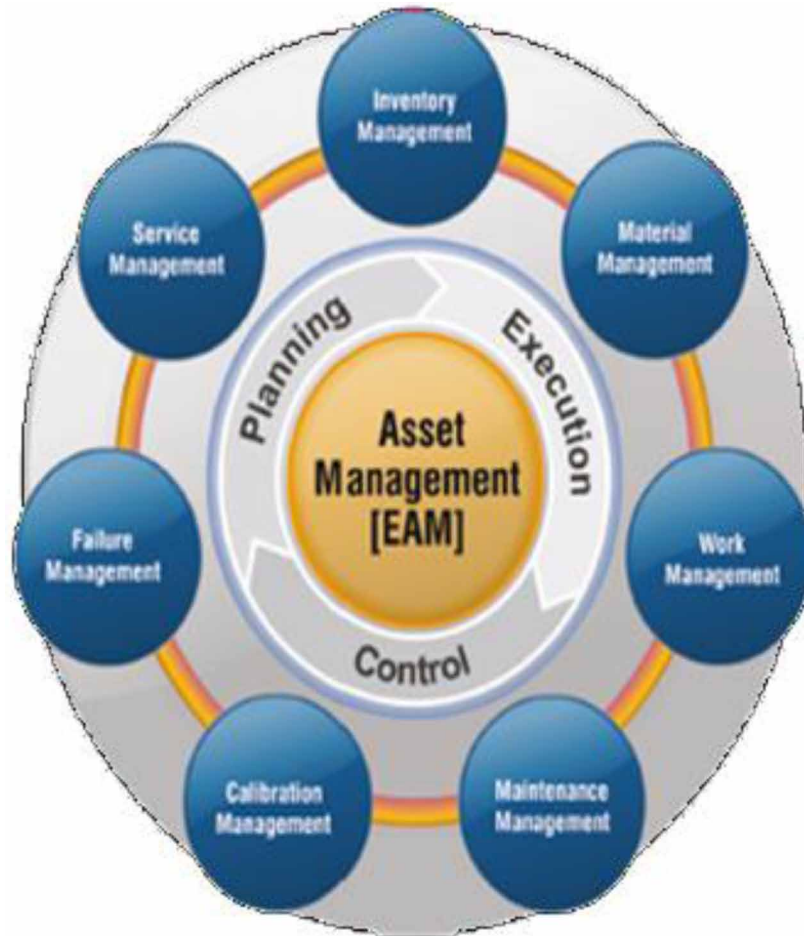 Inventory
Management
Service
Management
Material
Management
Planning
Execution
Asset
Management
[EAM]
Failure
Management
Work
Management
Control
Calibration
Management
Maintenance
Management